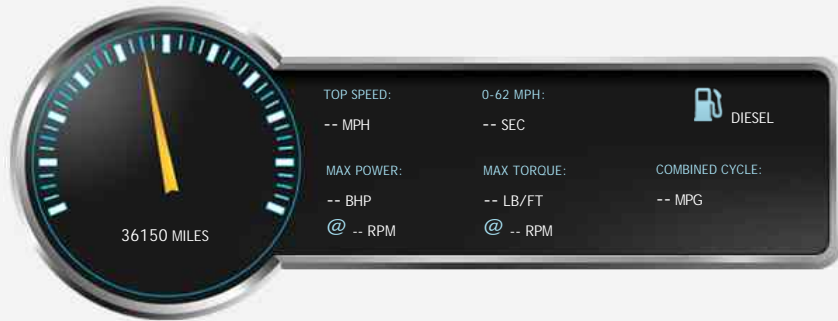 TOP SPEED:
-- MPH
0-62 MPH:
-- SEC
DIESEL
MAX POWER:
-- BHP
@ -- RPM
MAX TORQUE:
-- LB/FT
@ -- RPM
COMBINED CYCLE:
-- MPG
36150 MILES